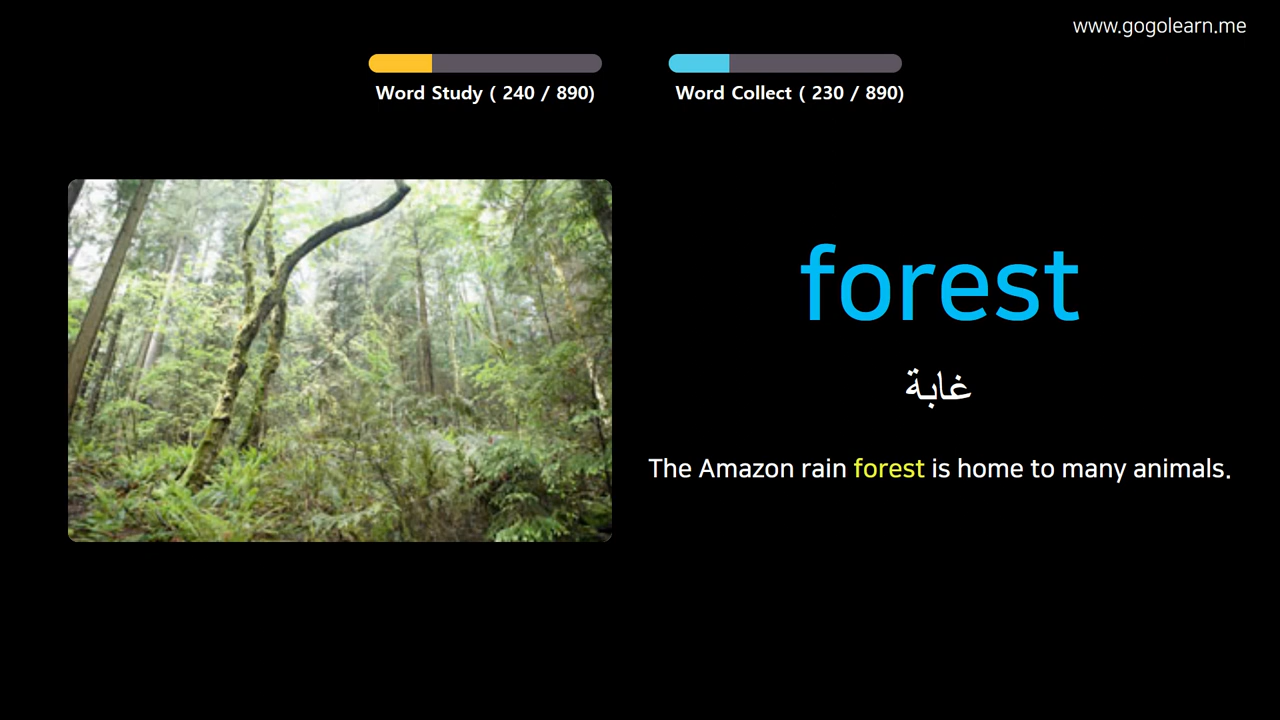 www.gogolearn.me
Word Study ( 240 / 890)
Word Collect ( 230 / 890)
forest
غابة
The Amazon rain forest is home to many animals.